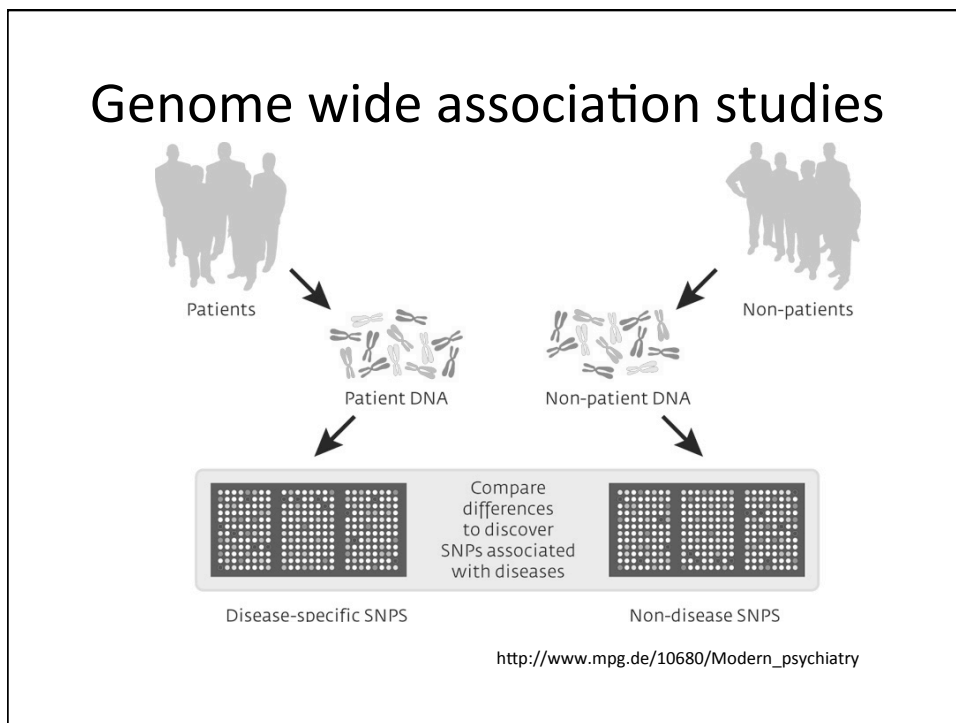 Genome wide association studies
Patients
Non-patients
Patient DNA
Non-patient DNA
Compare
differences
to discover
SNPs associated
with diseases
Disease-specific SNPS
Non-disease SNPS
http://www.mpg.de/10680/Modern_psychiatry